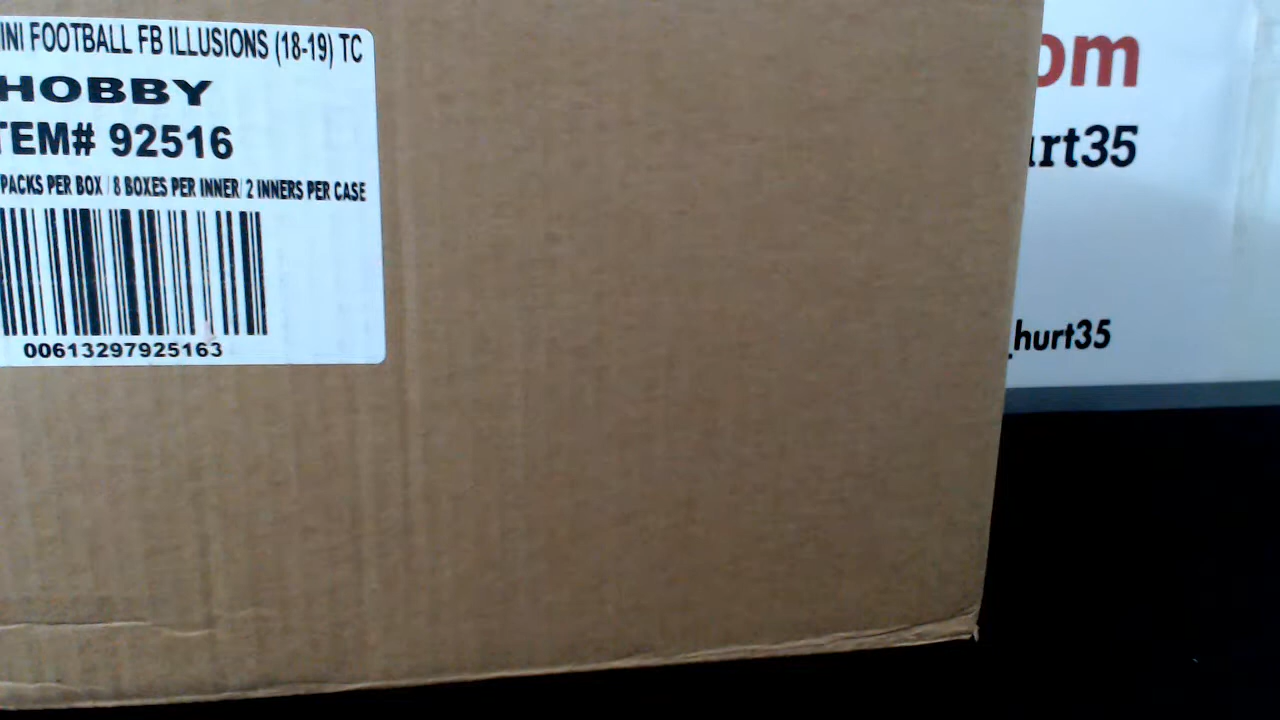 INI FOOTBALL FB ILLUSIONS (18-19) TC
HOBBY
TEM# 92516
PACKS PER BOX / 8 BOXES PER INNER/ 2 INNERS PER CASE
00613297925163
om
urt35
_hurt35